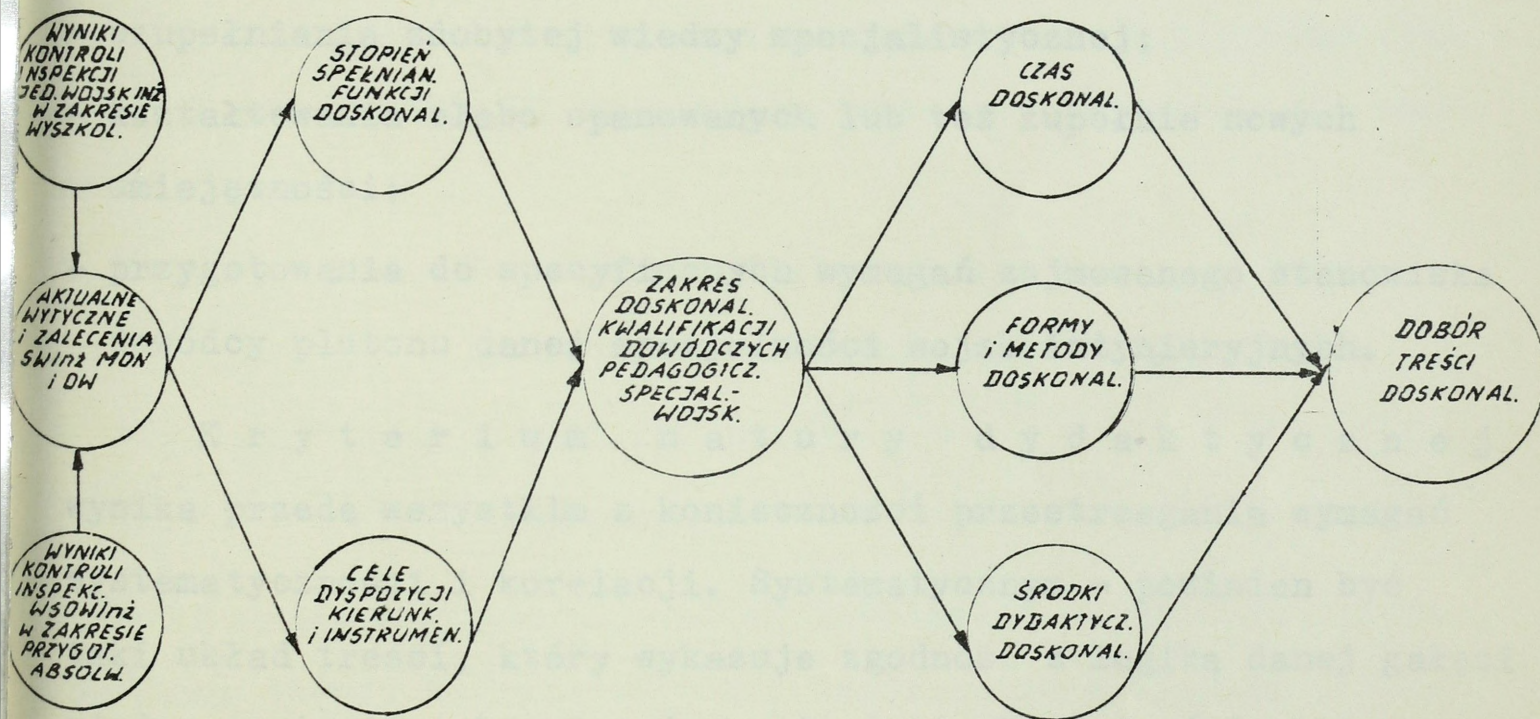 WYNIKI
KONTROLI
INSPEKCJI
JED. WOJSK INŻ
W ZAKRESIE
WYSZKOL.
AKTUALNE
WYTYCZNE
i ZALECENIA
SWInż MON
i OW
WYNIKI
KONTROLI
INSPEKC.
WSOWInż
W ZAKRESIE
PRZYGOT.
ABSOLW.
STOPIEŃ
SPEŁNIAN.
FUNKCJI
DOSKONAL.
CELE
DYSPOZYCJI
KIERUNK.
i INSTRUMEN.
ZAKRES
DOSKONAL.
KWALIFIKACJI
DOWÓDCZYCH
PEDAGOGICZ.
SPECJAL.-
WOJSK.
CZAS
DOSKONAL.
FORMY
i METODY
DOSKONAL.
ŚRODKI
DYDAKTYCZ.
DOSKONAL.
DOBÓR
TREŚCI
DOSKONAL.